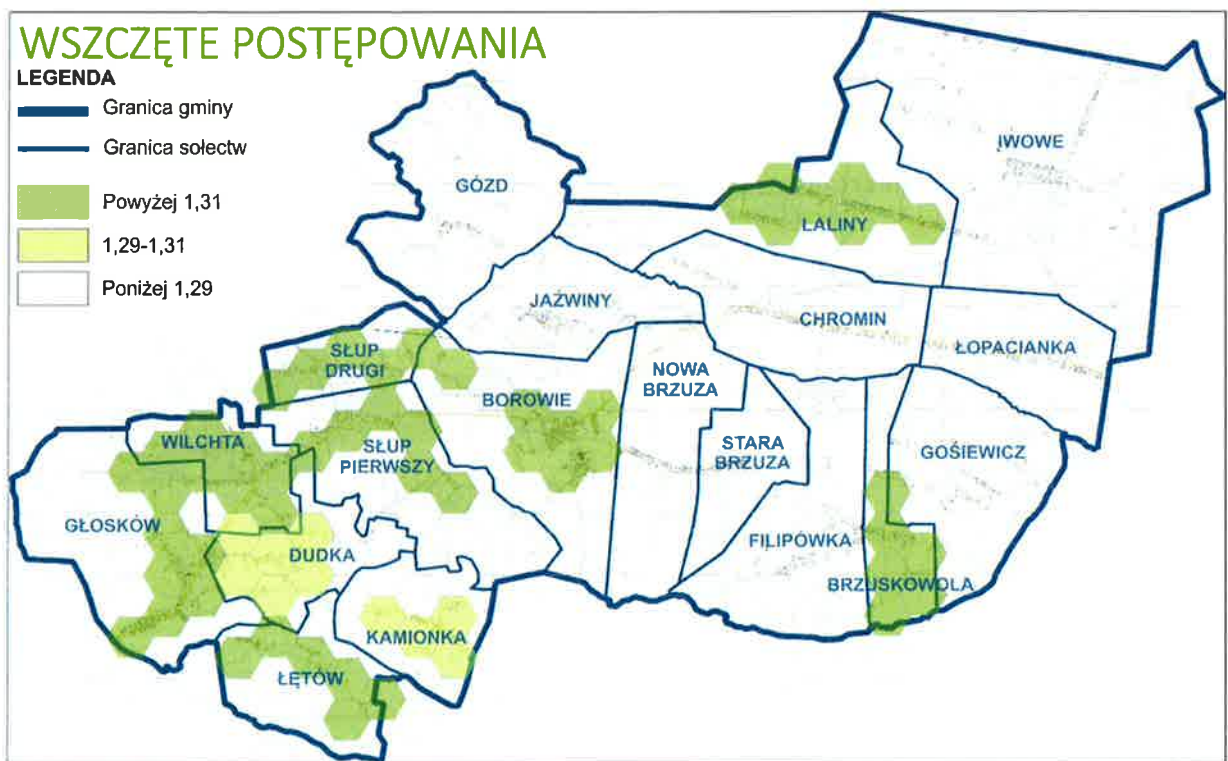 WSZCZĘTE POSTĘPOWANIA
LEGENDA
Granica gminy
Granica sołectw
Powyżej 1,31
1,29-1,31
Poniżej 1,29
IWOWE
GÓZD
LALINY
JAŹWINY
CHROMIN
ŁOPACIANKA
SŁUP
DRUGI
NOWA
BRZUZA
BOROWIE
WILCHTA
SŁUP
PIERWSZY
STARA
BRZUZA
GOŚIEWICZ
GŁOSKÓW
DUDKA
FILIPÓWKA
BRZUSKOWOLA
KAMIONKA
ŁĘTÓW